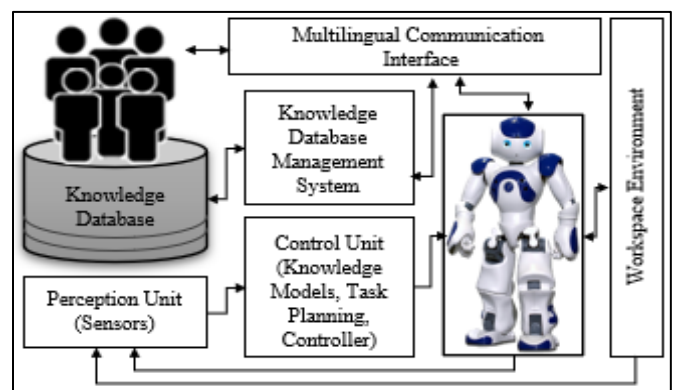 Multilingual Communication
Interface
Knowledge
Database
Management
System
Knowledge
Database
Control Unit
(Knowledge
Models, Task
Planning,
Controller)
Perception Unit
(Sensors)
Workspace Environment